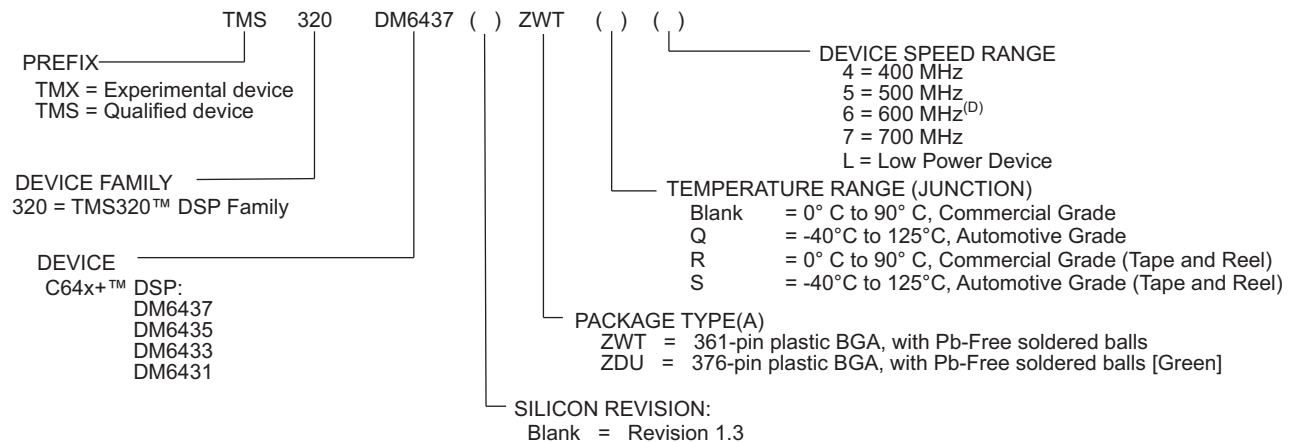 TMS 320 DM6437 ( ) ZWT ( ) ( )
PREFIX
TMX = Experimental device
TMS = Qualified device
DEVICE SPEED RANGE
4 = 400 MHz
5 = 500 MHz
6 = 600 MHz(D)
7 = 700 MHz
L = Low Power Device
DEVICE FAMILY
320 = TMS320™ DSP Family
TEMPERATURE RANGE (JUNCTION)
Blank = 0° C to 90° C, Commercial Grade
Q = -40°C to 125°C, Automotive Grade
R = 0° C to 90° C, Commercial Grade (Tape and Reel)
S = -40°C to 125°C, Automotive Grade (Tape and Reel)
DEVICE
C64x+™ DSP:
DM6437
DM6435
DM6433
DM6431
PACKAGE TYPE(A)
ZWT = 361-pin plastic BGA, with Pb-Free soldered balls
ZDU = 376-pin plastic BGA, with Pb-Free soldered balls [Green]
SILICON REVISION:
Blank = Revision 1.3